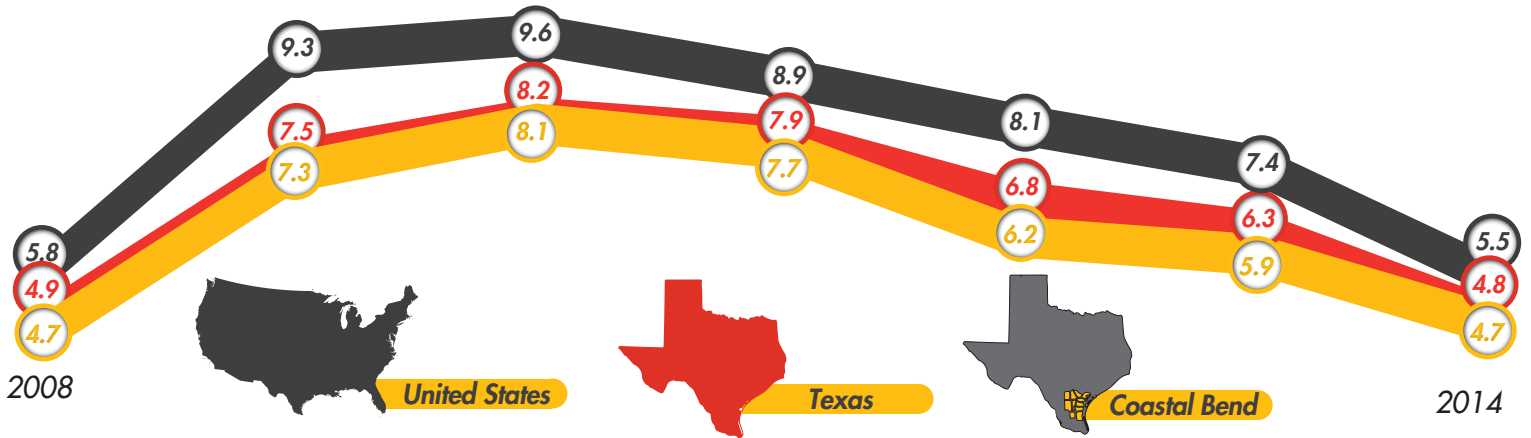 5.8 9.3 9.6 8.9 8.1 7.4 5.5
4.9 7.5 8.2 7.9 6.8 6.3 4.8
4.7 7.3 8.1 7.7 6.2 5.9 4.7
2008 2014
United States Texas Coastal Bend